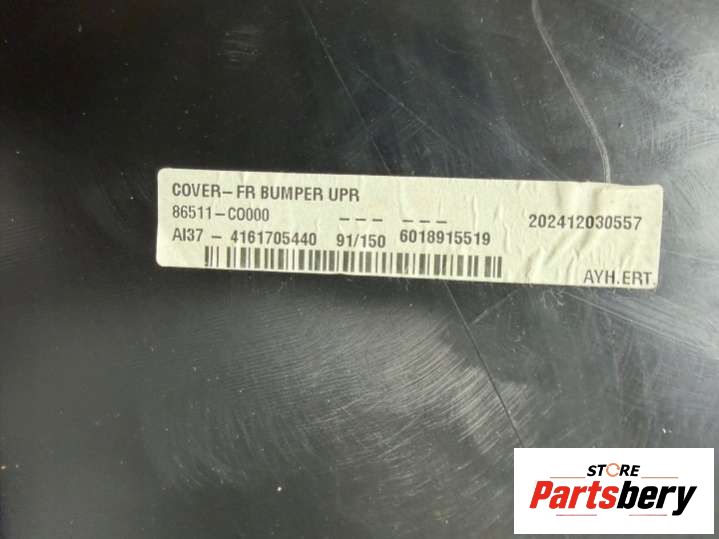 COVER-FR BUMPER UPR
86511-C0000 --- --- 202412030557
AI37 - 4161705440 91/150 6018915519
AYH.ERT.
STORE
Partsbery